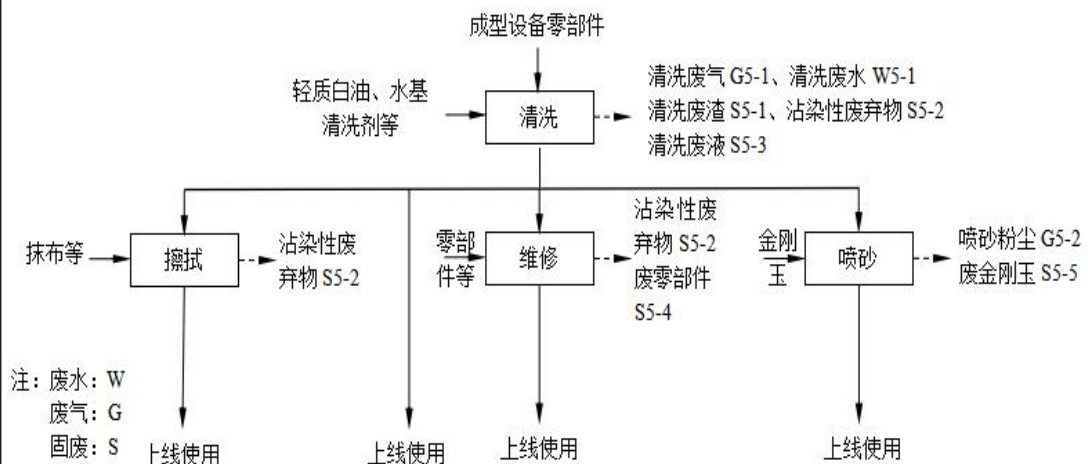 成型设备零部件
轻质白油、水基
清洗剂等
清洗
清洗废气 G5-1、清洗废水 W5-1
清洗废渣 S5-1、沾染性废弃物 S5-2
清洗废液 S5-3
抹布等
擦拭
沾染性废
弃物 S5-2
零部
件等
维修
沾染性废
弃物 S5-2
废零部件
S5-4
金刚
玉
喷砂
喷砂粉尘 G5-2
废金刚玉 S5-5
注：废水：W
废气：G
固废：S
上线使用
上线使用
上线使用
上线使用